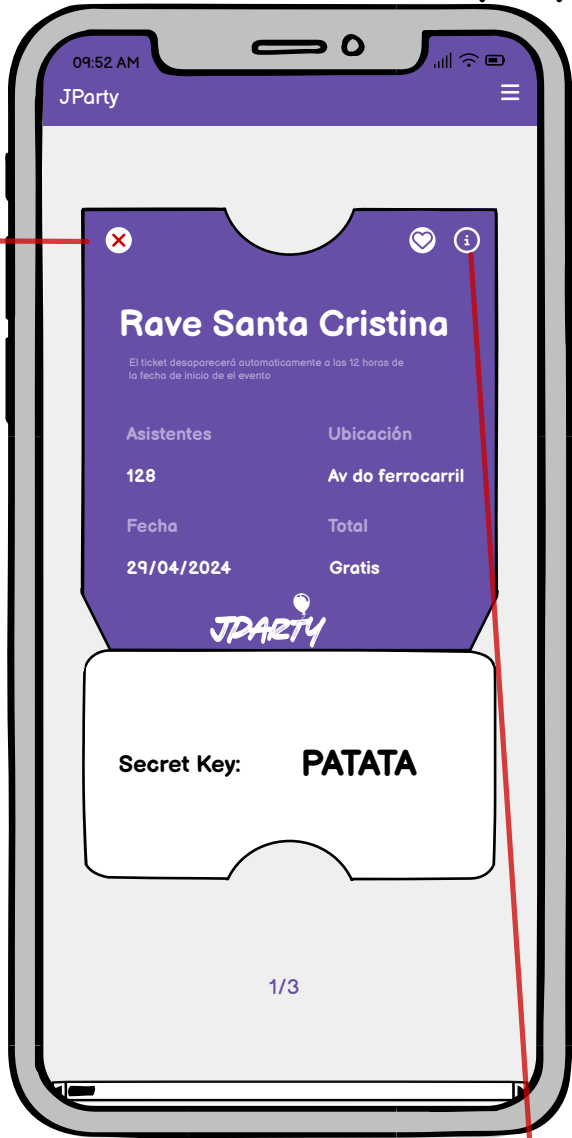 09:52 AM
JParty
Rave Santa Cristina
El ticket desaparecerá automaticamente a las 12 horas de
la fecha de inicio de el evento
Asistentes
Ubicación
128
Av do ferrocarril
Fecha
Total
29/04/2024
Gratis
JPARTY
Secret Key:
PATATA
1/3